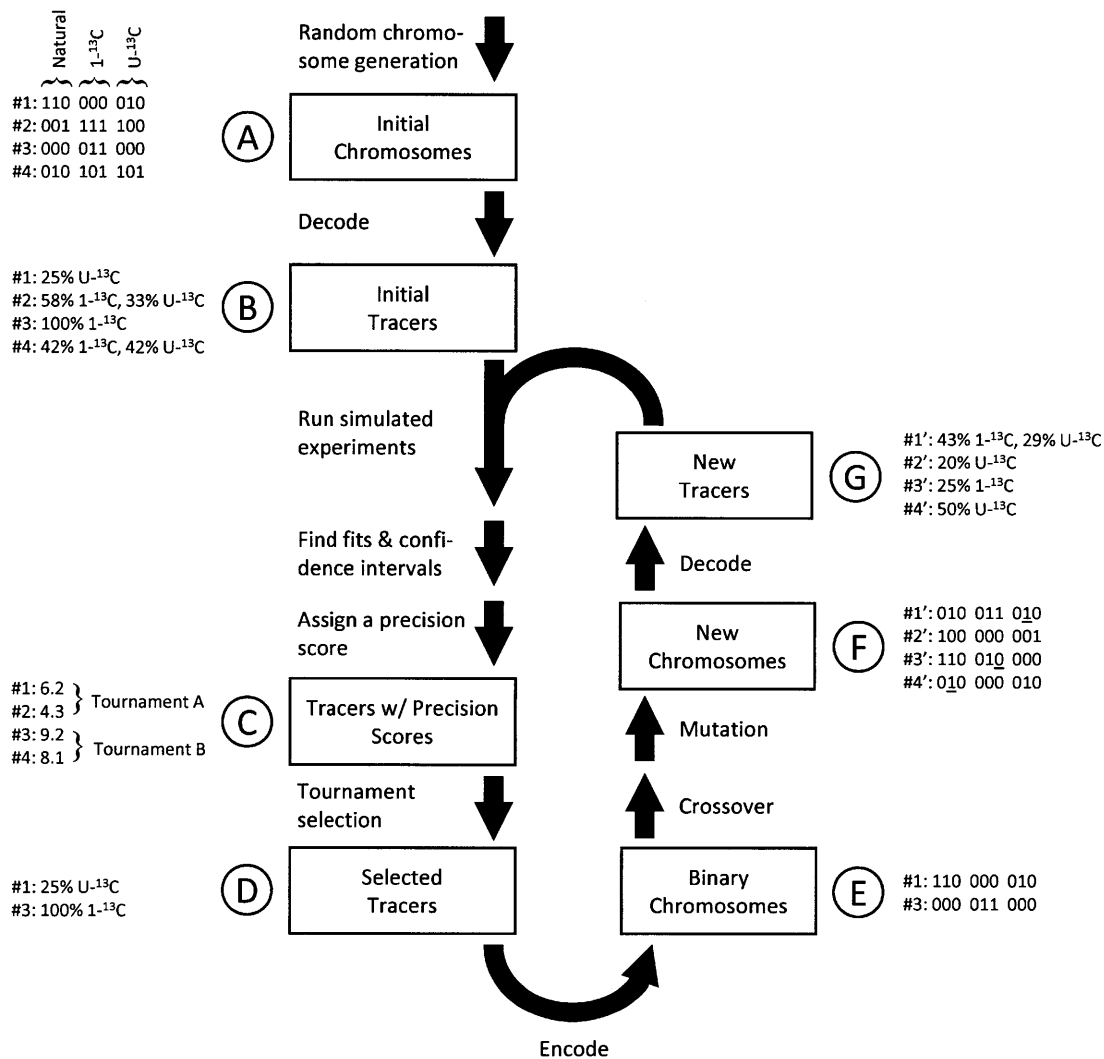 Natural
1-¹³C
U-¹³C
#1: 110 000 010
#2: 001 111 100
#3: 000 011 000
#4: 010 101 101
Random chromo-
some generation
A
Initial
Chromosomes
Decode
#1: 25% U-¹³C
#2: 58% 1-¹³C, 33% U-¹³C
#3: 100% 1-¹³C
#4: 42% 1-¹³C, 42% U-¹³C
B
Initial
Tracers
Run simulated
experiments
Find fits & confi-
dence intervals
Assign a precision
score
#1: 6.2
#2: 4.3
Tournament A
#3: 9.2
#4: 8.1
Tournament B
C
Tracers w/ Precision
Scores
Tournament
selection
#1: 25% U-¹³C
#3: 100% 1-¹³C
D
Selected
Tracers
Encode
Binary
Chromosomes
E
#1: 110 000 010
#3: 000 011 000
Crossover
Mutation
New
Chromosomes
F
#1’: 010 011 010
#2’: 100 000 001
#3’: 110 010 000
#4’: 010 000 010
Decode
New
Tracers
G
#1’: 43% 1-¹³C, 29% U-¹³C
#2’: 20% U-¹³C
#3’: 25% 1-¹³C
#4’: 50% U-¹³C